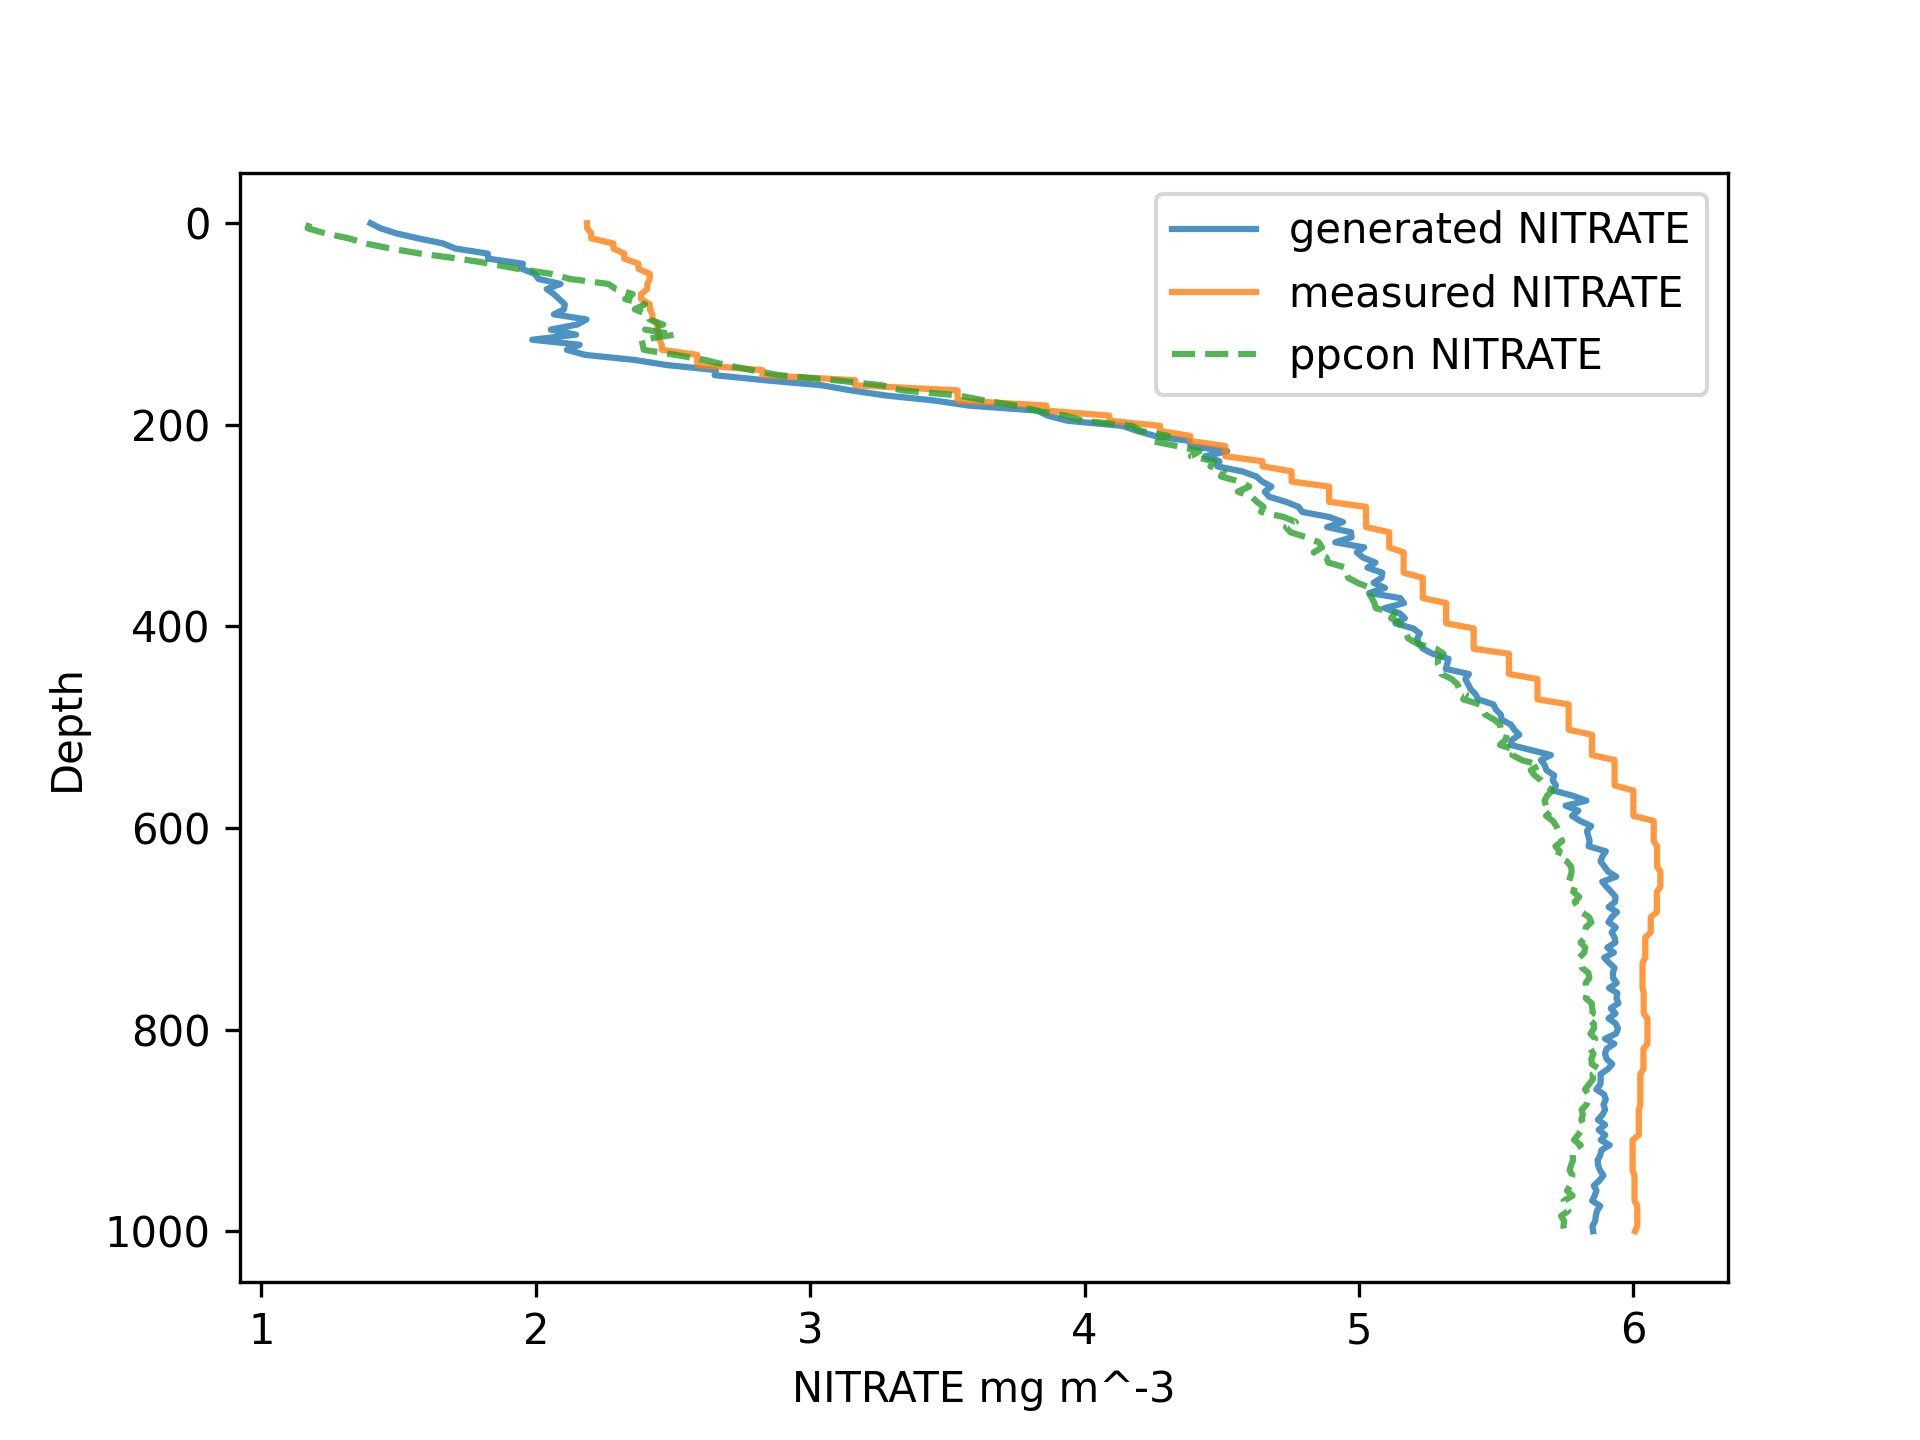 generated NITRATE
measured NITRATE
ppcon NITRATE
0
200
400
600
800
1000
Depth
1
2
3
4
5
6
NITRATE mg m^-3